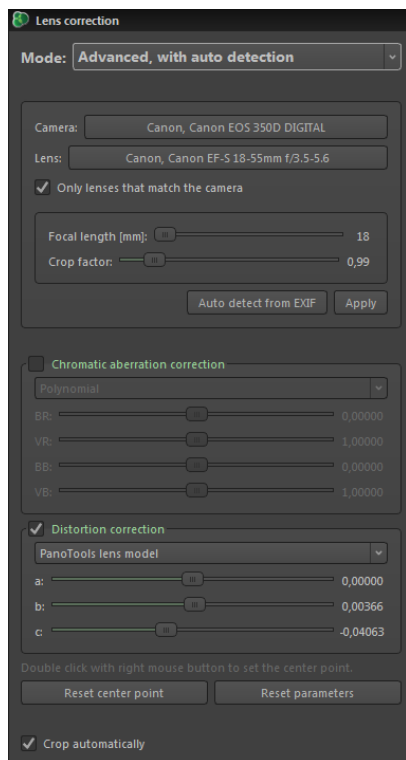 Lens correction
Mode: Advanced, with auto detection
Camera: Canon, Canon EOS 350D DIGITAL
Lens: Canon, Canon EF-S 18-55mm f/3.5-5.6
Only lenses that match the camera
Focal length [mm]: 18
Crop factor: 0,99
Auto detect from EXIF Apply
Chromatic aberration correction
Polynomial
BR: 0,00000
VR: 1,00000
BB: 0,00000
VB: 1,00000
Distortion correction
PanoTools lens model
a: 0,00000
b: 0,00366
c: -0,04063
Double click with right mouse button to set the center point.
Reset center point Reset parameters
Crop automatically